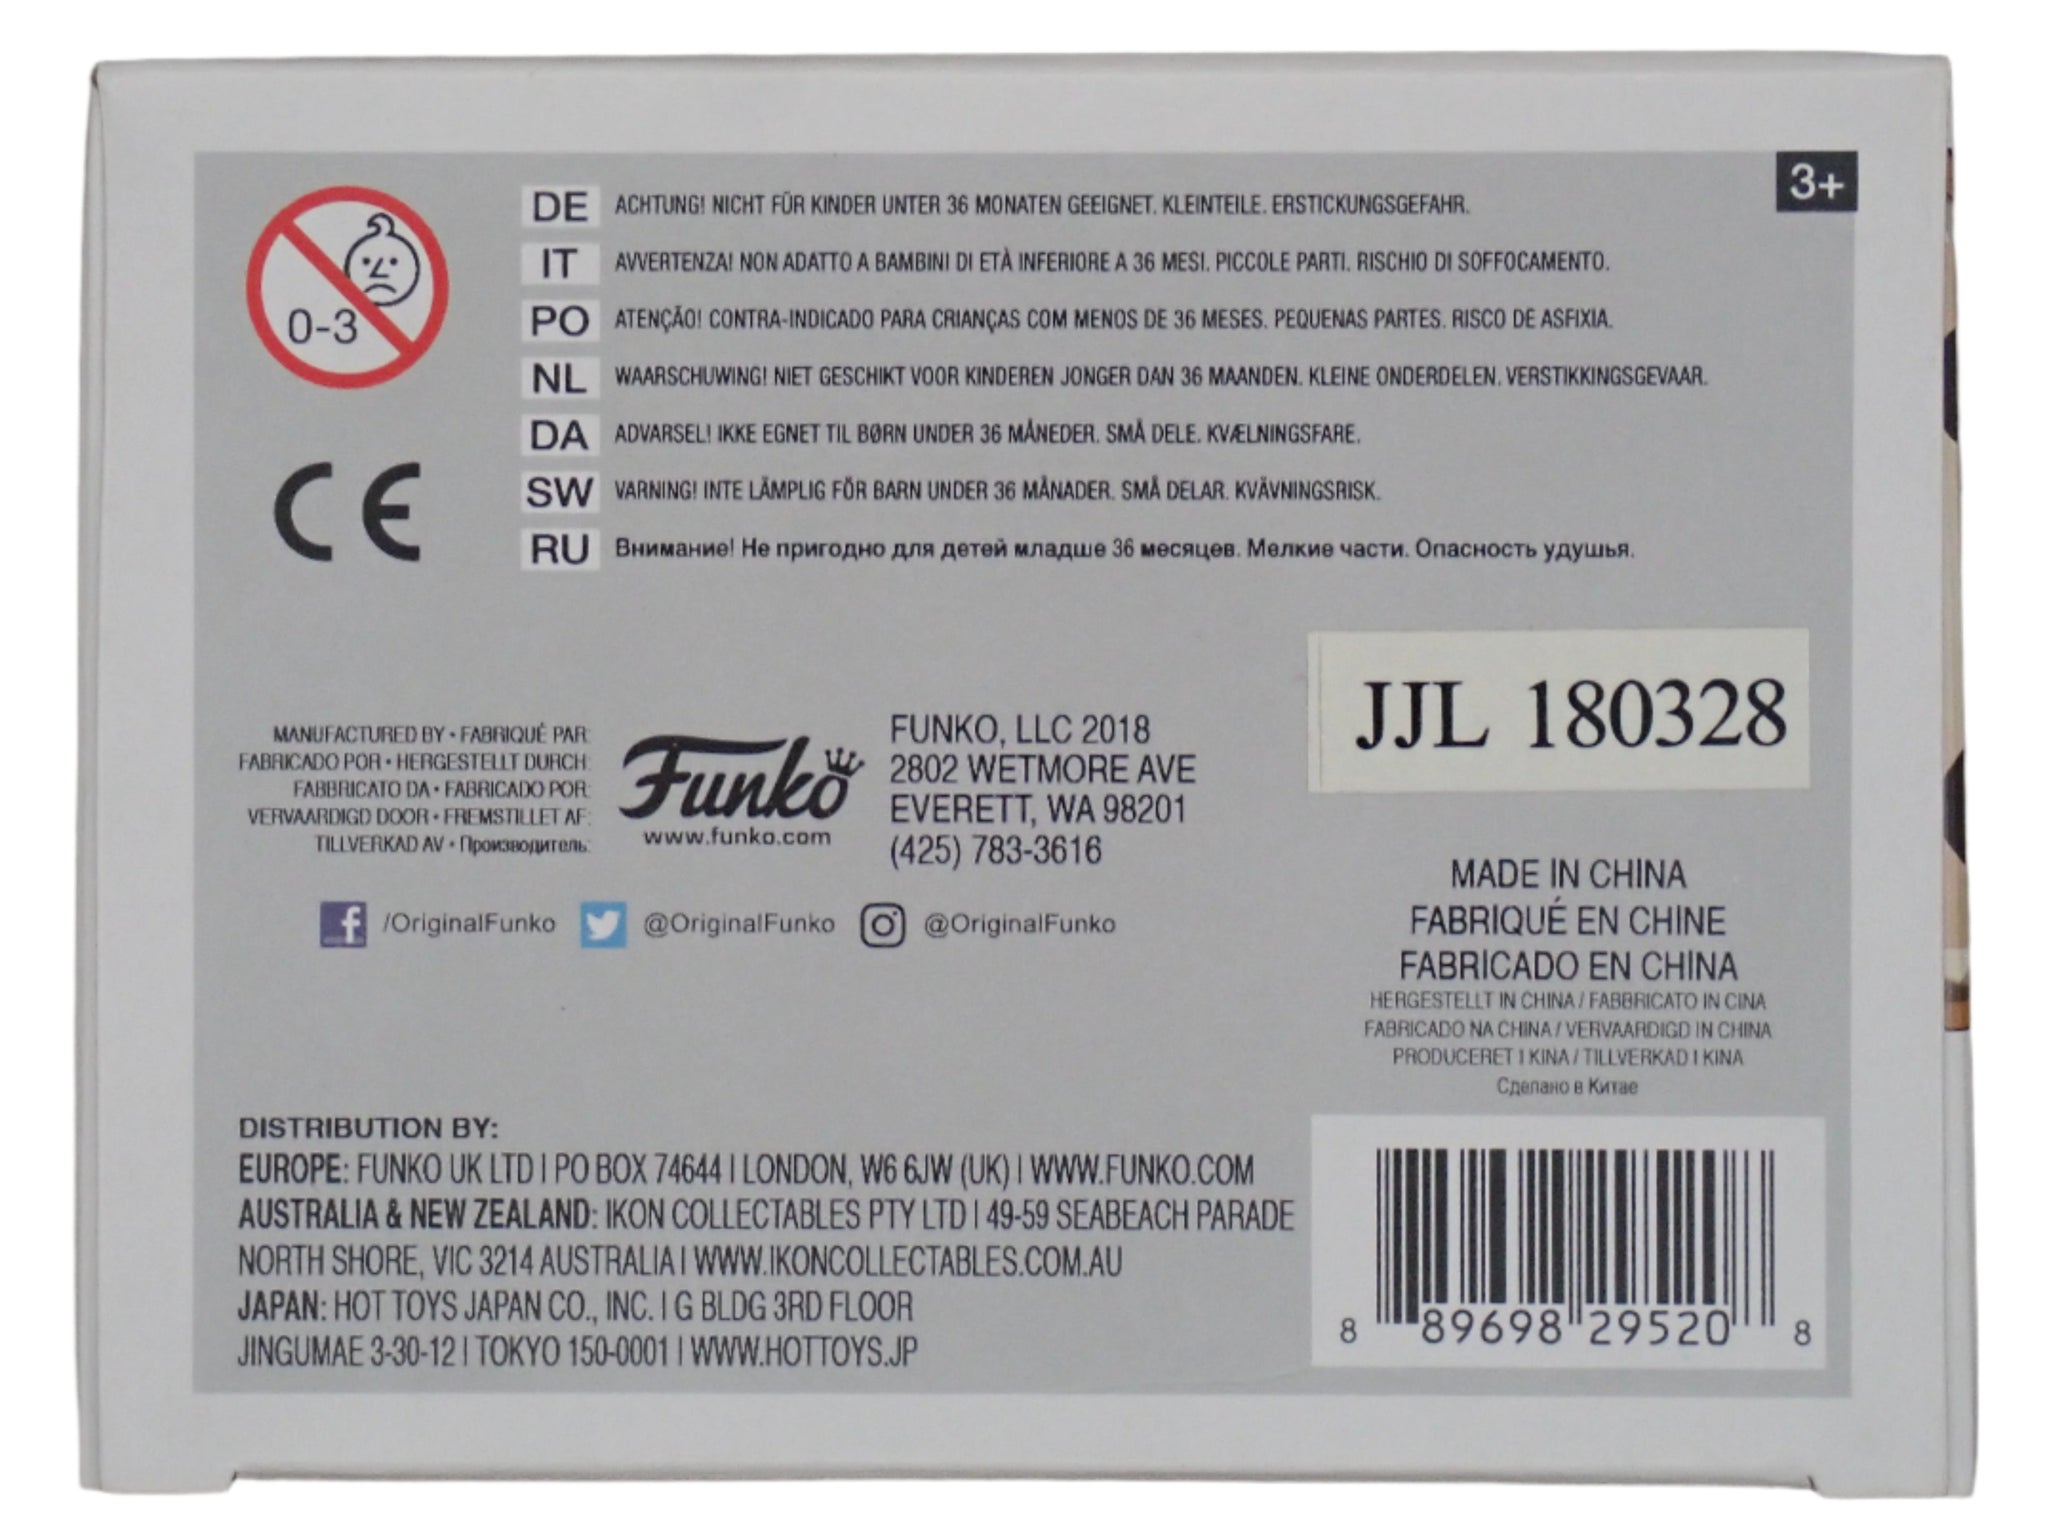 3+
0-3
DE ACHTUNG! NICHT FÜR KINDER UNTER 36 MONATEN GEEIGNET. KLEINTEILE. ERSTICKUNGSGEFAHR.
IT AVVERTENZA! NON ADATTO A BAMBINI DI ETÀ INFERIORE A 36 MESI. PICCOLE PARTI. RISCHIO DI SOFFOCAMENTO.
PO ATENÇÃO! CONTRA-INDICADO PARA CRIANÇAS COM MENOS DE 36 MESES. PEQUENAS PARTES. RISCO DE ASFIXIA.
NL WAARSCHUWING! NIET GESCHIKT VOOR KINDEREN JONGER DAN 36 MAANDEN. KLEINE ONDERDELEN. VERSTIKKINGSGEVAAR.
DA ADVARSEL! IKKE EGNET TIL BØRN UNDER 36 MÅNEDER. SMÅ DELE. KVÆLNINGSFARE.
SW VARNING! INTE LÄMPLIG FÖR BARN UNDER 36 MÅNADER. SMÅ DELAR. KVÄVNINGSRISK.
RU Внимание! Не пригодно для детей младше 36 месяцев. Мелкие части. Опасность удушья.
CE
MANUFACTURED BY • FABRIQUÉ PAR:
FABRICADO POR • HERGESTELLT DURCH:
FABBRICATO DA • FABRICADO POR:
VERVAARDIGD DOOR • FREMSTILLET AF:
TILLVERKAD AV • Производитель:
Funko
www.funko.com
FUNKO, LLC 2018
2802 WETMORE AVE
EVERETT, WA 98201
(425) 783-3616
/OriginalFunko @OriginalFunko @OriginalFunko
JJL 180328
MADE IN CHINA
FABRIQUÉ EN CHINE
FABRICADO EN CHINA
HERGESTELLT IN CHINA / FABBRICATO IN CINA
FABRICADO NA CHINA / VERVAARDIGD IN CHINA
PRODUCERET I KINA / TILLVERKAD I KINA
Сделано в Китае
DISTRIBUTION BY:
EUROPE: FUNKO UK LTD | PO BOX 74644 | LONDON, W6 6JW (UK) | WWW.FUNKO.COM
AUSTRALIA & NEW ZEALAND: IKON COLLECTABLES PTY LTD | 49-59 SEABEACH PARADE
NORTH SHORE, VIC 3214 AUSTRALIA | WWW.IKONCOLLECTABLES.COM.AU
JAPAN: HOT TOYS JAPAN CO., INC. | G BLDG 3RD FLOOR
JINGUMAE 3-30-12 | TOKYO 150-0001 | WWW.HOTTOYS.JP
8 89698 29520 8